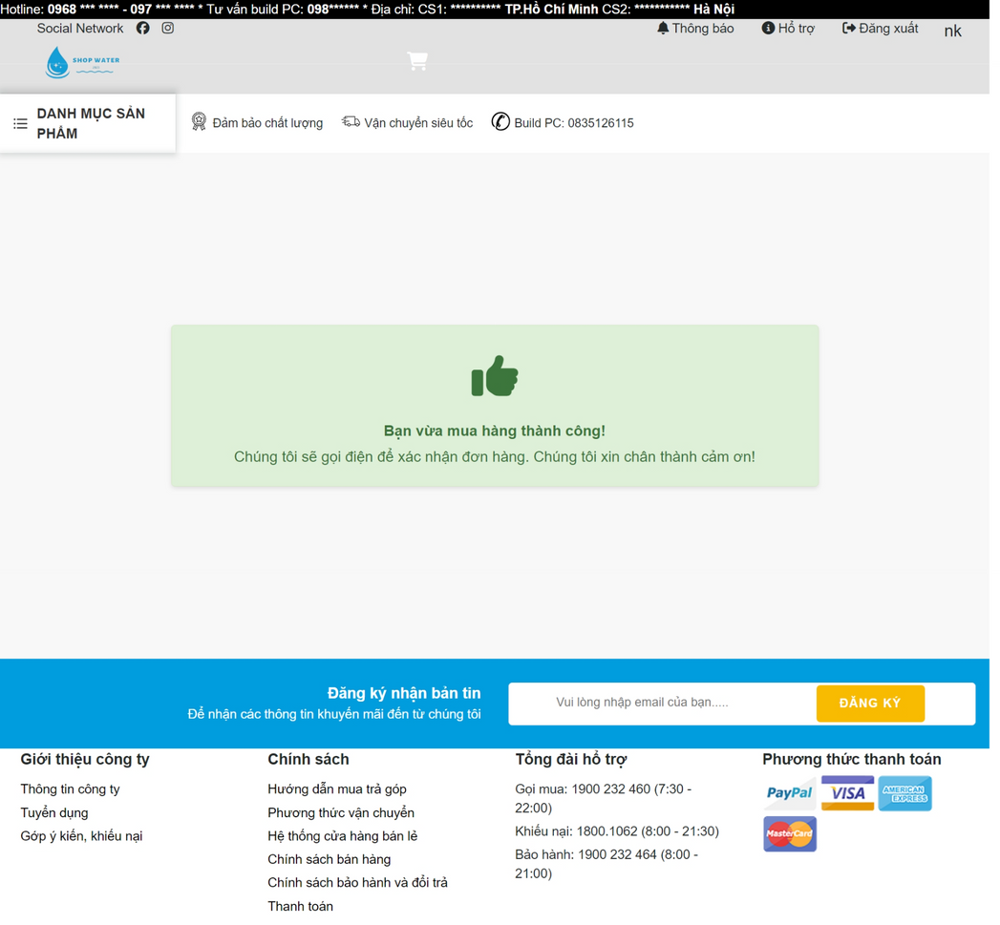 Hotline: 0968 *** **** - 097 *** **** * Tư vấn build PC: 098****** * Địa chỉ: CS1: ********** TP.Hồ Chí Minh CS2: *********** Hà Nội
Social Network
Thông báo
Hổ trợ
Đăng xuất
nk
SHOP WATER
DANH MỤC SẢN
PHẨM
Đảm bảo chất lượng
Vận chuyển siêu tốc
Build PC: 0835126115
Bạn vừa mua hàng thành công!
Chúng tôi sẽ gọi điện để xác nhận đơn hàng. Chúng tôi xin chân thành cảm ơn!
Đăng ký nhận bản tin
Để nhận các thông tin khuyến mãi đến từ chúng tôi
Vui lòng nhập email của bạn.....
ĐĂNG KÝ
Giới thiệu công ty
Thông tin công ty
Tuyển dụng
Gớp ý kiến, khiếu nại
Chính sách
Hướng dẫn mua trả góp
Phương thức vận chuyển
Hệ thống cửa hàng bán lẻ
Chính sách bán hàng
Chính sách bảo hành và đổi trả
Thanh toán
Tổng đài hổ trợ
Gọi mua: 1900 232 460 (7:30 -
22:00)
Khiếu nại: 1800.1062 (8:00 - 21:30)
Bảo hành: 1900 232 464 (8:00 -
21:00)
Phương thức thanh toán
PayPal
VISA
AMERICAN
EXPRESS
MasterCard